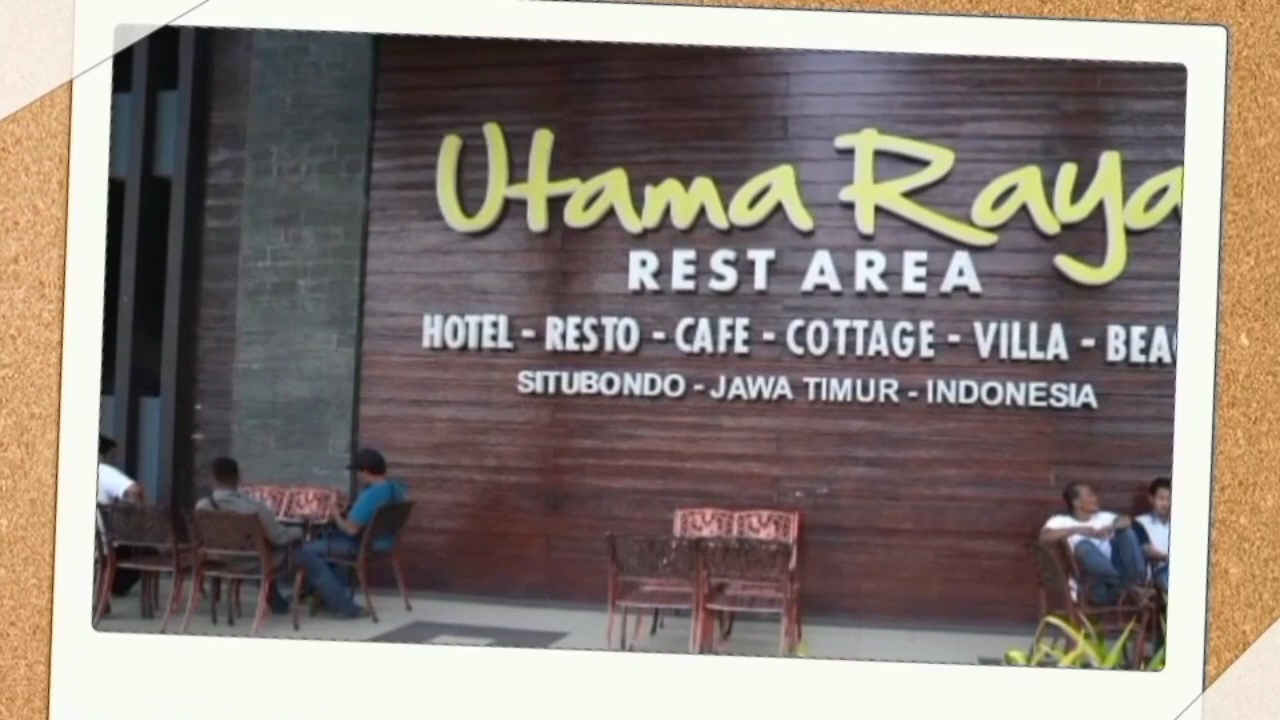 Utama Raya
REST AREA
HOTEL - RESTO - CAFE - COTTAGE - VILLA -
SITUBONDO - JAWA TIMUR - INDONESIA